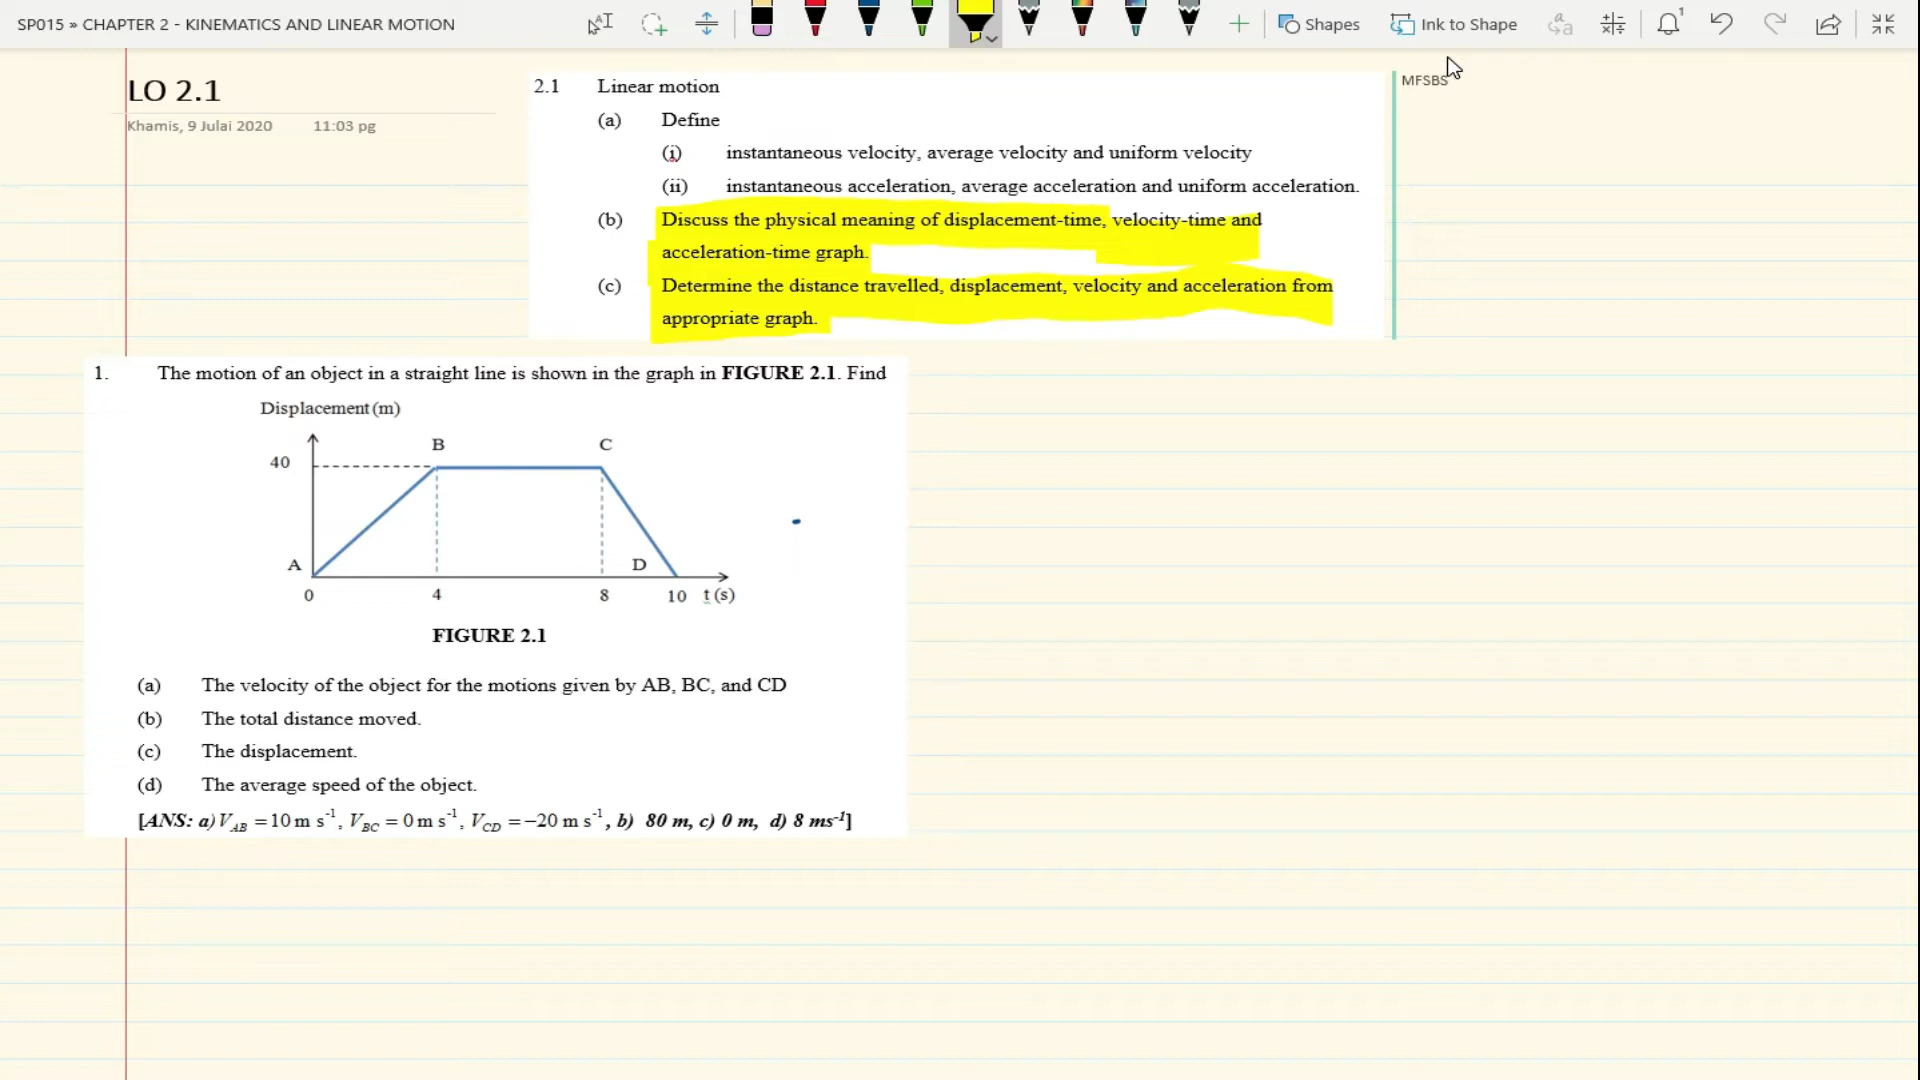 SP015 » CHAPTER 2 - KINEMATICS AND LINEAR MOTION
Shapes
Ink to Shape
1
LO 2.1
Khamis, 9 Julai 2020 11:03 pg
2.1 Linear motion
MFSBS
(a) Define
(i) instantaneous velocity, average velocity and uniform velocity
(ii) instantaneous acceleration, average acceleration and uniform acceleration.
(b) Discuss the physical meaning of displacement-time, velocity-time and
acceleration-time graph.
(c) Determine the distance travelled, displacement, velocity and acceleration from
appropriate graph.
1. The motion of an object in a straight line is shown in the graph in FIGURE 2.1. Find
Displacement (m)
B C
40
A D
0 4 8 10 t (s)
FIGURE 2.1
(a) The velocity of the object for the motions given by AB, BC, and CD
(b) The total distance moved.
(c) The displacement.
(d) The average speed of the object.
[ANS: a) V_AB = 10 m s⁻¹, V_BC = 0 m s⁻¹, V_CD = −20 m s⁻¹, b) 80 m, c) 0 m, d) 8 ms⁻¹]